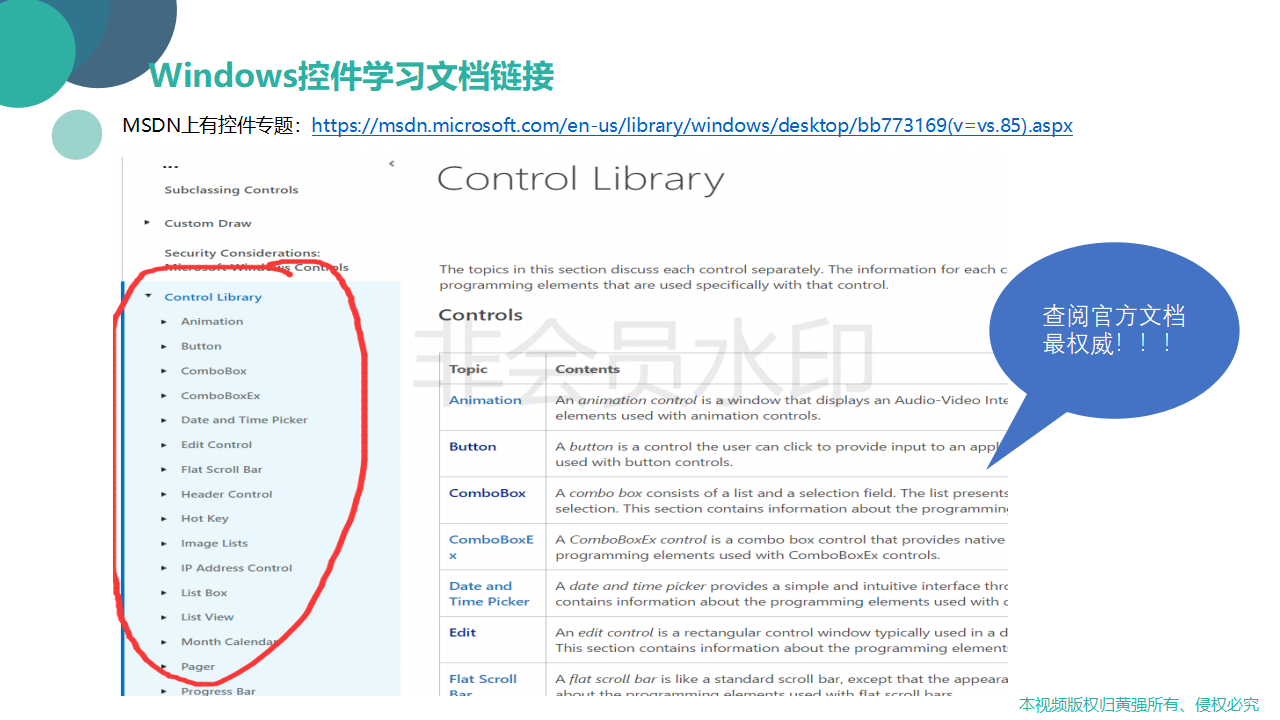 Windows控件学习文档链接
MSDN上有控件专题：https://msdn.microsoft.com/en-us/library/windows/desktop/bb773169(v=vs.85).aspx
...
Subclassing Controls
Custom Draw
Security Considerations:
Microsoft Windows Controls
Control Library
Animation
Button
ComboBox
ComboBoxEx
Date and Time Picker
Edit Control
Flat Scroll Bar
Header Control
Hot Key
Image Lists
IP Address Control
List Box
List View
Month Calendar
Pager
Progress Bar
Control Library
The topics in this section discuss each control separately. The information for each c
programming elements that are used specifically with that control.
Controls
Topic Contents
Animation An animation control is a window that displays an Audio-Video Inte
elements used with animation controls.
Button A button is a control the user can click to provide input to an appl
used with button controls.
ComboBox A combo box consists of a list and a selection field. The list presents
selection. This section contains information about the programming
ComboBoxE A ComboBoxEx control is a combo box control that provides native
x programming elements used with ComboBoxEx controls.
Date and A date and time picker provides a simple and intuitive interface thro
Time Picker contains information about the programming elements used with d
Edit An edit control is a rectangular control window typically used in a d
This section contains information about the programming element
Flat Scroll A flat scroll bar is like a standard scroll bar, except that the appeara
Bar about the programming elements used with flat scroll bars.
非会员水印
查阅官方文档
最权威！！！
本视频版权归黄强所有、侵权必究